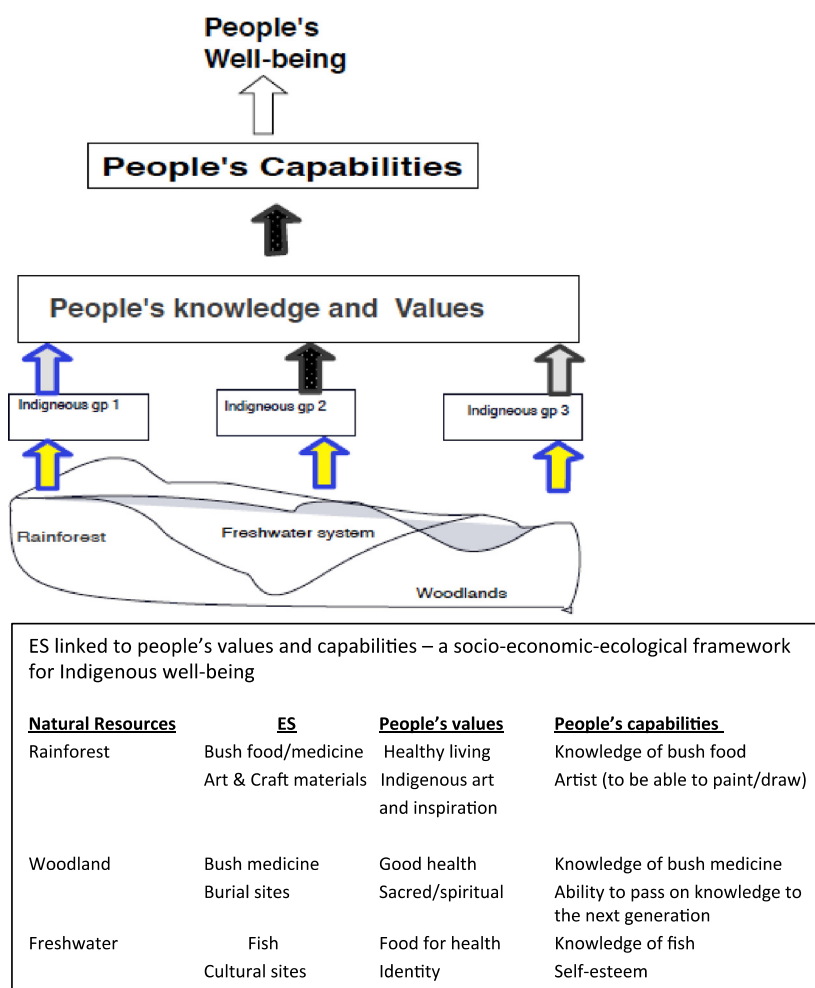 People's
Well-being
People's Capabilities
People's knowledge and Values
Indigneous gp 1
Indigneous gp 2
Indigneous gp 3
Rainforest
Freshwater system
Woodlands
ES linked to people’s values and capabilities – a socio-economic-ecological framework
for Indigenous well-being
Natural Resources ES People’s values People’s capabilities
Rainforest Bush food/medicine Healthy living Knowledge of bush food
Art & Craft materials Indigenous art Artist (to be able to paint/draw)
and inspiration
Woodland Bush medicine Good health Knowledge of bush medicine
Burial sites Sacred/spiritual Ability to pass on knowledge to
the next generation
Freshwater Fish Food for health Knowledge of fish
Cultural sites Identity Self-esteem